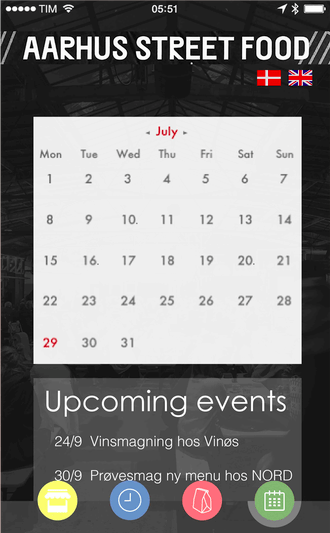 TIM 05:51
AARHUS STREET FOOD
◂ July ▸
Mon Tue Wed Thu Fri Sat Sun
1 2 3 4 5 6 7
8 9 10. 11 12 13 14
15 16. 17 18 19 20. 21
22 23 24 25 26 27 28
29 30 31
Upcoming events
24/9 Vinsmagning hos Vinøs
30/9 Prøvesmag ny menu hos NORD